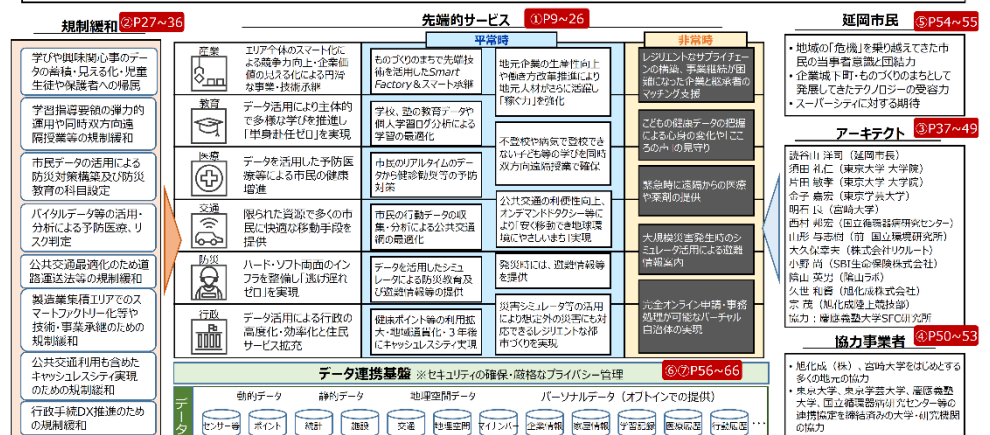 規制緩和
②P27~36
学びや興味関心事のデ
ータの蓄積・見える化・児童
生徒や保護者への帰民
学習指導要領の弾力的
運用や同時双方向遠
隔授業等の規制緩和
市民データの活用による
防災対策構築及び防災
教育の科目設定
バイタルデータ等の活用・
分析による予防医療、リ
スク判定
公共交通最適化のため道
路運送法等の規制緩和
製造業集積エリアでのス
マートファクトリー化等や
技術・事業承継のための
規制緩和
公共交通利用も含めた
キャッシュレスシティ実現
のための規制緩和
行政手続DX推進のため
の規制緩和
先端的サービス
①P9~26
平常時
非常時
産業
エリア全体のスマート化に
よる競争力向上・企業価
値の見える化による円滑
な事業・技術承継
ものづくりのまちで先端技
術を活用したSmart
Factory＆スマート承継
地元企業の生産性向上
や働き方改革推進により
地元人材がさらに活躍し
「稼ぐ力」を強化
レジリエントなサプライチェー
ンの構築、事業継続が困
難になった企業と継承者の
マッチング支援
教育
データ活用により主体的
で多様な学びを推進し
「単身赴任ゼロ」を実現
学校、塾の教育データや
個人学習ログ分析による
学習の最適化
不登校や病気で登校でき
ない子ども等の学びを同時
双方向遠隔授業で確保
こどもの健康データの把握
による心身の変化や「こ
ころの声」の見守り
医療
データを活用した予防医
療等による市民の健康
増進
市民のリアルタイムのデー
タから健診勧奨等の予防
対策
緊急時に遠隔からの医療
や薬剤の提供
交通
限られた資源で多くの市
民に快適な移動手段を
提供
市民の行動データの収
集・分析による公共交通
網の最適化
公共交通の利便性向上、
オンデマンドタクシー等によ
り「安く移動でき地球環
境にやさしいまち」実現
大規模災害発生時のシ
ミュレータ活用による避難
情報案内
防災
ハード・ソフト両面のイン
フラを整備し「逃げ遅れ
ゼロ」を実現
データを活用したシミュ
レータによる防災教育及
び避難情報等の提供
発災時には、避難情報等
を提供
災害シミュレータ等の活用
により想定外の災害にも対
応できるレジリエントな都
市づくりを実現
行政
データ活用による行政の
高度化・効率化と住民
サービス拡充
健康ポイント等の利用拡
大・地域通貨化・３年後
にキャッシュレスシティ実現
完全オンライン申請・事務
処理が可能なバーチャル
自治体の実現
データ連携基盤 ※セキュリティの確保・厳格なプライバシー管理
⑥⑦P56~66
データ
動的データ
静的データ
地理空間データ
パーソナルデータ（オプトインでの提供）
センサー等
ポイント
統計
施設
交通
地理空間
マイナンバー
企業情報
家屋情報
学習記録
医療履歴
行動履歴
…
延岡市民
⑤P54~55
・地域の「危機」を乗り越えてきた市
民の当事者意識と団結力
・企業城下町・ものづくりのまちとして
発展してきたテクノロジーの受容力
・スーパーシティに対する期待
アーキテクト
③P37~49
読谷山 洋司（延岡市長）
須田 礼仁（東京大学 大学院）
片田 敏孝（東京大学 大学院）
金子 嘉宏（東京学芸大学）
明石 良（宮崎大学）
西村 邦宏（国立循環器病研究センター）
山形 与志樹（前 国立環境研究所）
大久保幸夫（株式会社リクルート）
小野 尚（SBI生命保険株式会社）
陰山 英男（陰山ラボ）
久世 和資（旭化成株式会社）
宗 茂（旭化成陸上競技部）
協力：慶應義塾大学SFC研究所
協力事業者
④P50~53
・旭化成（株）、宮崎大学をはじめとする
多くの地元の協力
・東京大学、東京学芸大学、慶應義塾
大学、国立循環器病研究センター等の
連携協定を締結済みの大学・研究機関
の協力